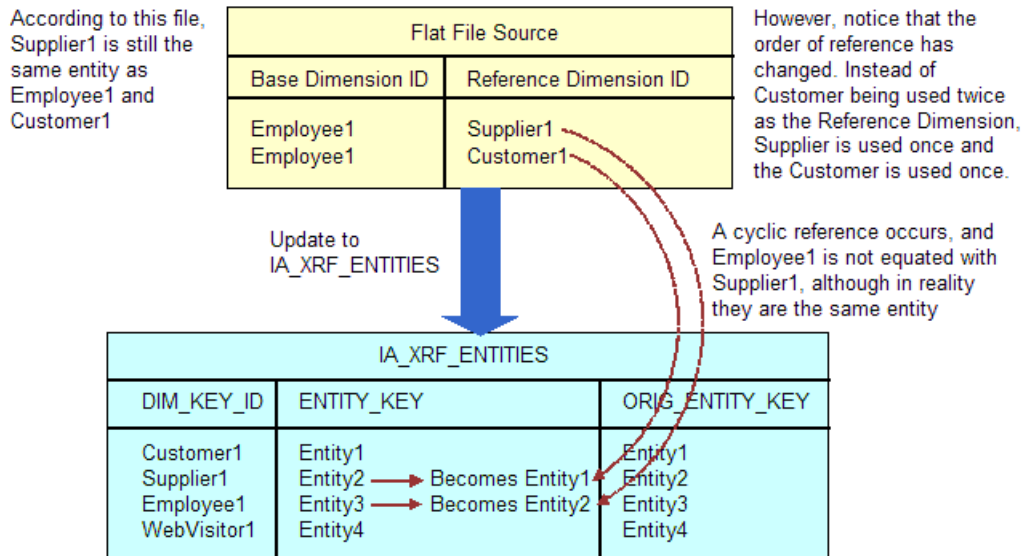 According to this file,
Supplier1 is still the
same entity as
Employee1 and
Customer1
Flat File Source
Base Dimension ID
Reference Dimension ID
Employee1
Supplier1
Employee1
Customer1
However, notice that the
order of reference has
changed. Instead of
Customer being used twice
as the Reference Dimension,
Supplier is used once and
the Customer is used once.
Update to
IA_XRF_ENTITIES
A cyclic reference occurs, and
Employee1 is not equated with
Supplier1, although in reality
they are the same entity
IA_XRF_ENTITIES
DIM_KEY_ID
ENTITY_KEY
ORIG_ENTITY_KEY
Customer1
Entity1
Entity1
Supplier1
Entity2
Becomes Entity1
Entity2
Employee1
Entity3
Becomes Entity2
Entity3
WebVisitor1
Entity4
Entity4